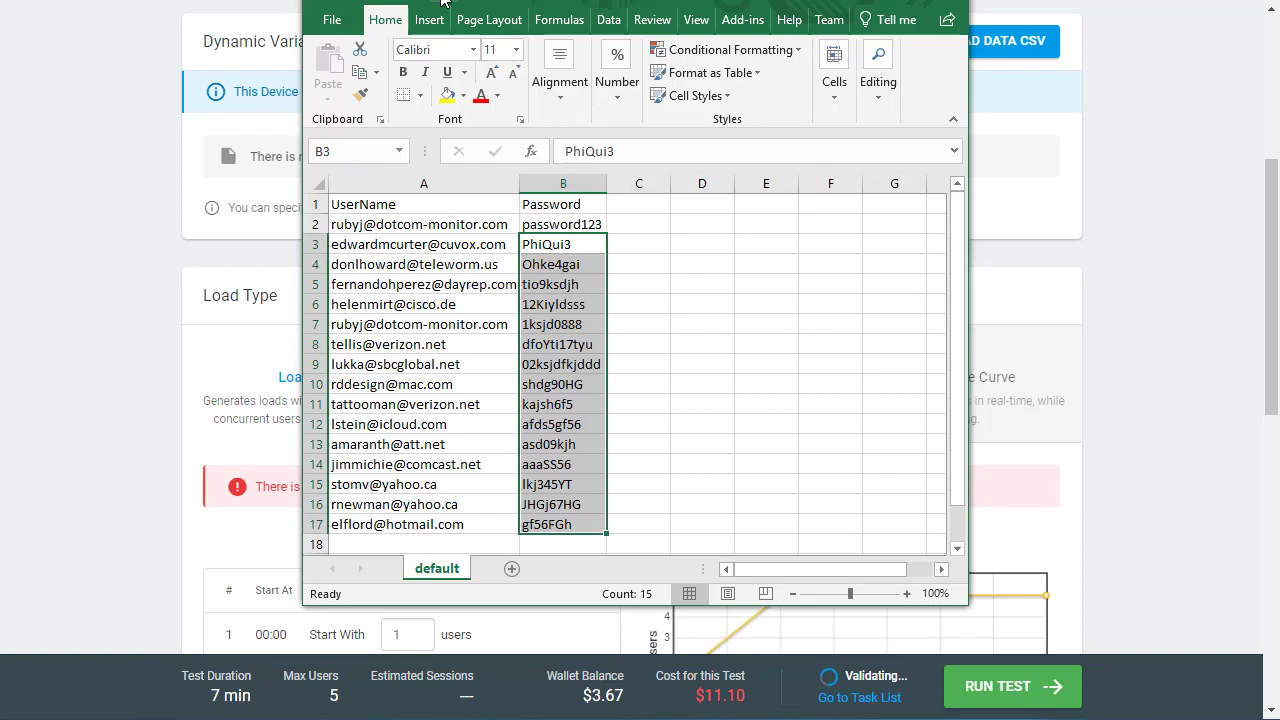 File Home Insert Page Layout Formulas Data Review View Add-ins Help Team Tell me
Dynamic
AD DATA CSV
Paste
Calibri 11
B I U A A
A
Alignment
%
Number
Conditional Formatting
Format as Table
Cell Styles
Cells
Editing
Clipboard Font Styles
This Device
There is
You can
B3 fx PhiQui3
A B C D E F G
1 UserName Password
2 rubyj@dotcom-monitor.com password123
3 edwardmcurter@cuvox.com PhiQui3
4 donlhoward@teleworm.us Ohke4gai
5 fernandohperez@dayrep.com tio9ksdjh
6 helenmirt@cisco.de 12Kiyldsss
7 rubyj@dotcom-monitor.com 1ksjd0888
8 tellis@verizon.net dfoYti17tyu
9 lukka@sbcglobal.net 02ksjdfkjddd
10 rddesign@mac.com shdg90HG
11 tattooman@verizon.net kajsh6f5
12 lstein@icloud.com afds5gf56
13 amaranth@att.net asd09kjh
14 jimmichie@comcast.net aaaSS56
15 stomv@yahoo.ca lkj345YT
16 rnewman@yahoo.ca JHGj67HG
17 elflord@hotmail.com gf56FGh
18
default
Ready Count: 15 100%
Load Type
Loa
Generates loads wi
concurrent users
e Curve
s in real-time, while
load.
There is
# Start At
1 00:00 Start With 1 users
4
3
users
Test Duration
7 min
Max Users
5
Estimated Sessions
---
Wallet Balance
$3.67
Cost for this Test
$11.10
Validating...
Go to Task List
RUN TEST